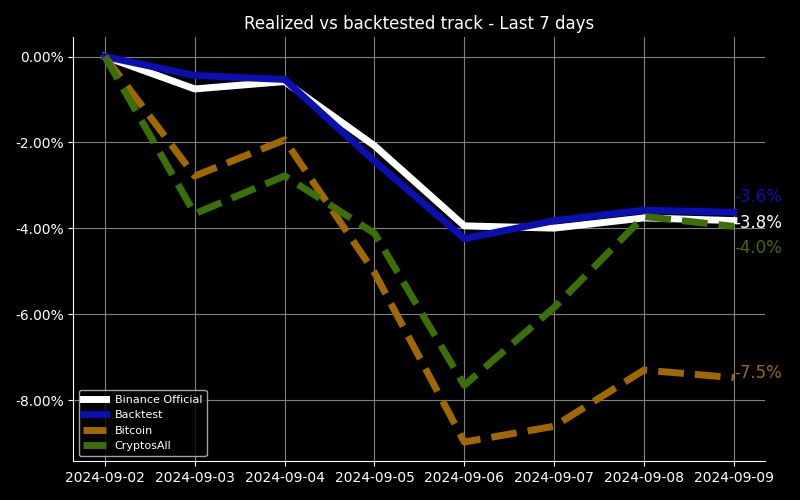 Realized vs backtested track - Last 7 days
0.00%
-2.00%
-4.00%
-6.00%
-8.00%
-3.6%
-3.8%
-4.0%
-7.5%
Binance Official
Backtest
Bitcoin
CryptosAll
2024-09-02 2024-09-03 2024-09-04 2024-09-05 2024-09-06 2024-09-07 2024-09-08 2024-09-09